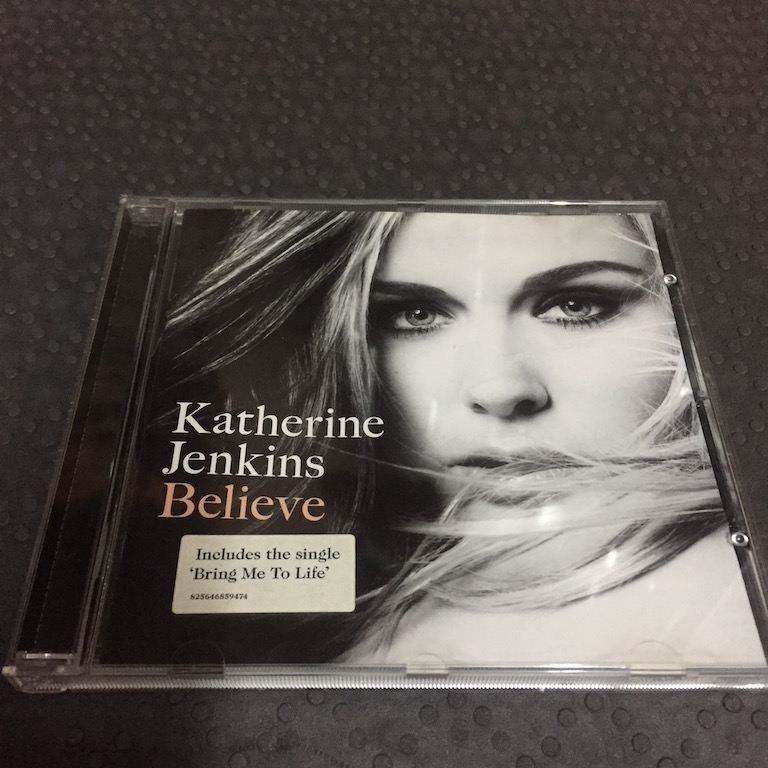 Katherine
Jenkins
Believe
Includes the single
‘Bring Me To Life’
825646859474